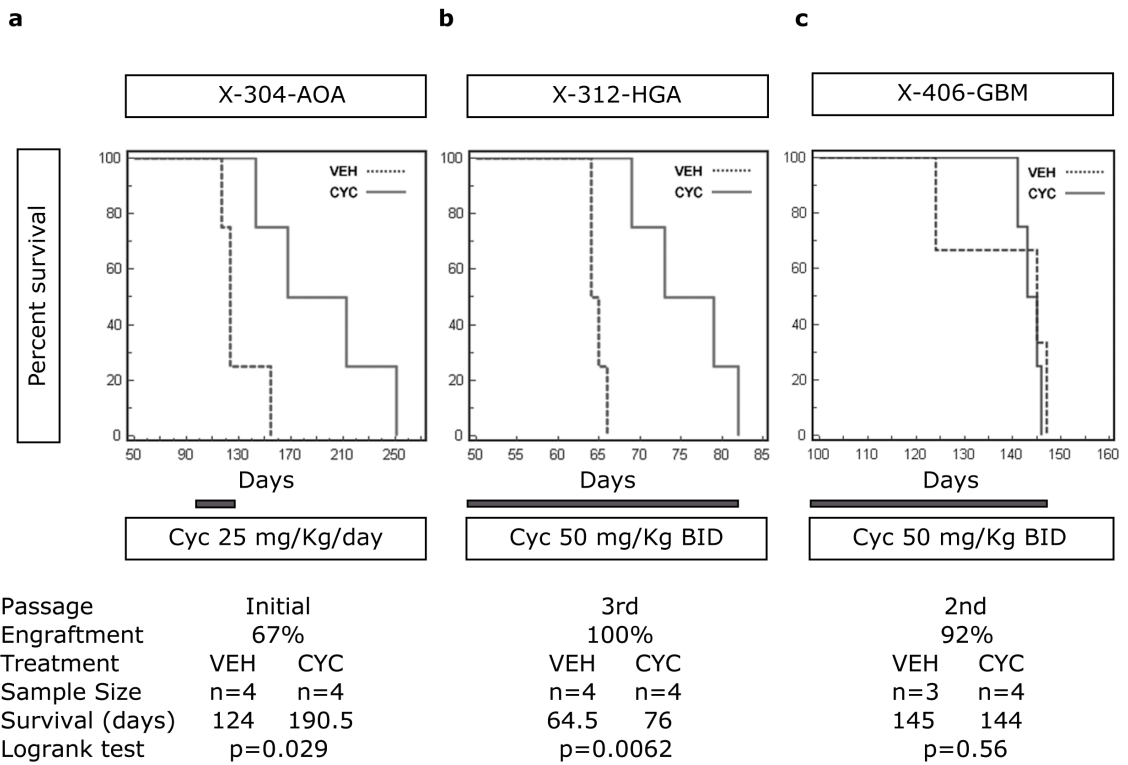 a b c
X-304-AOA X-312-HGA X-406-GBM
Percent survival
100 80 60 40 20 0
VEH
CYC
50 90 130 170 210 250
Days
100 80 60 40 20 0
VEH
CYC
50 55 60 65 70 75 80 85
Days
100 80 60 40 20 0
VEH
CYC
100 110 120 130 140 150 160
Days
Cyc 25 mg/Kg/day Cyc 50 mg/Kg BID Cyc 50 mg/Kg BID
Passage Initial 3rd 2nd
Engraftment 67% 100% 92%
Treatment VEH CYC VEH CYC VEH CYC
Sample Size n=4 n=4 n=4 n=4 n=3 n=4
Survival (days) 124 190.5 64.5 76 145 144
Logrank test p=0.029 p=0.0062 p=0.56